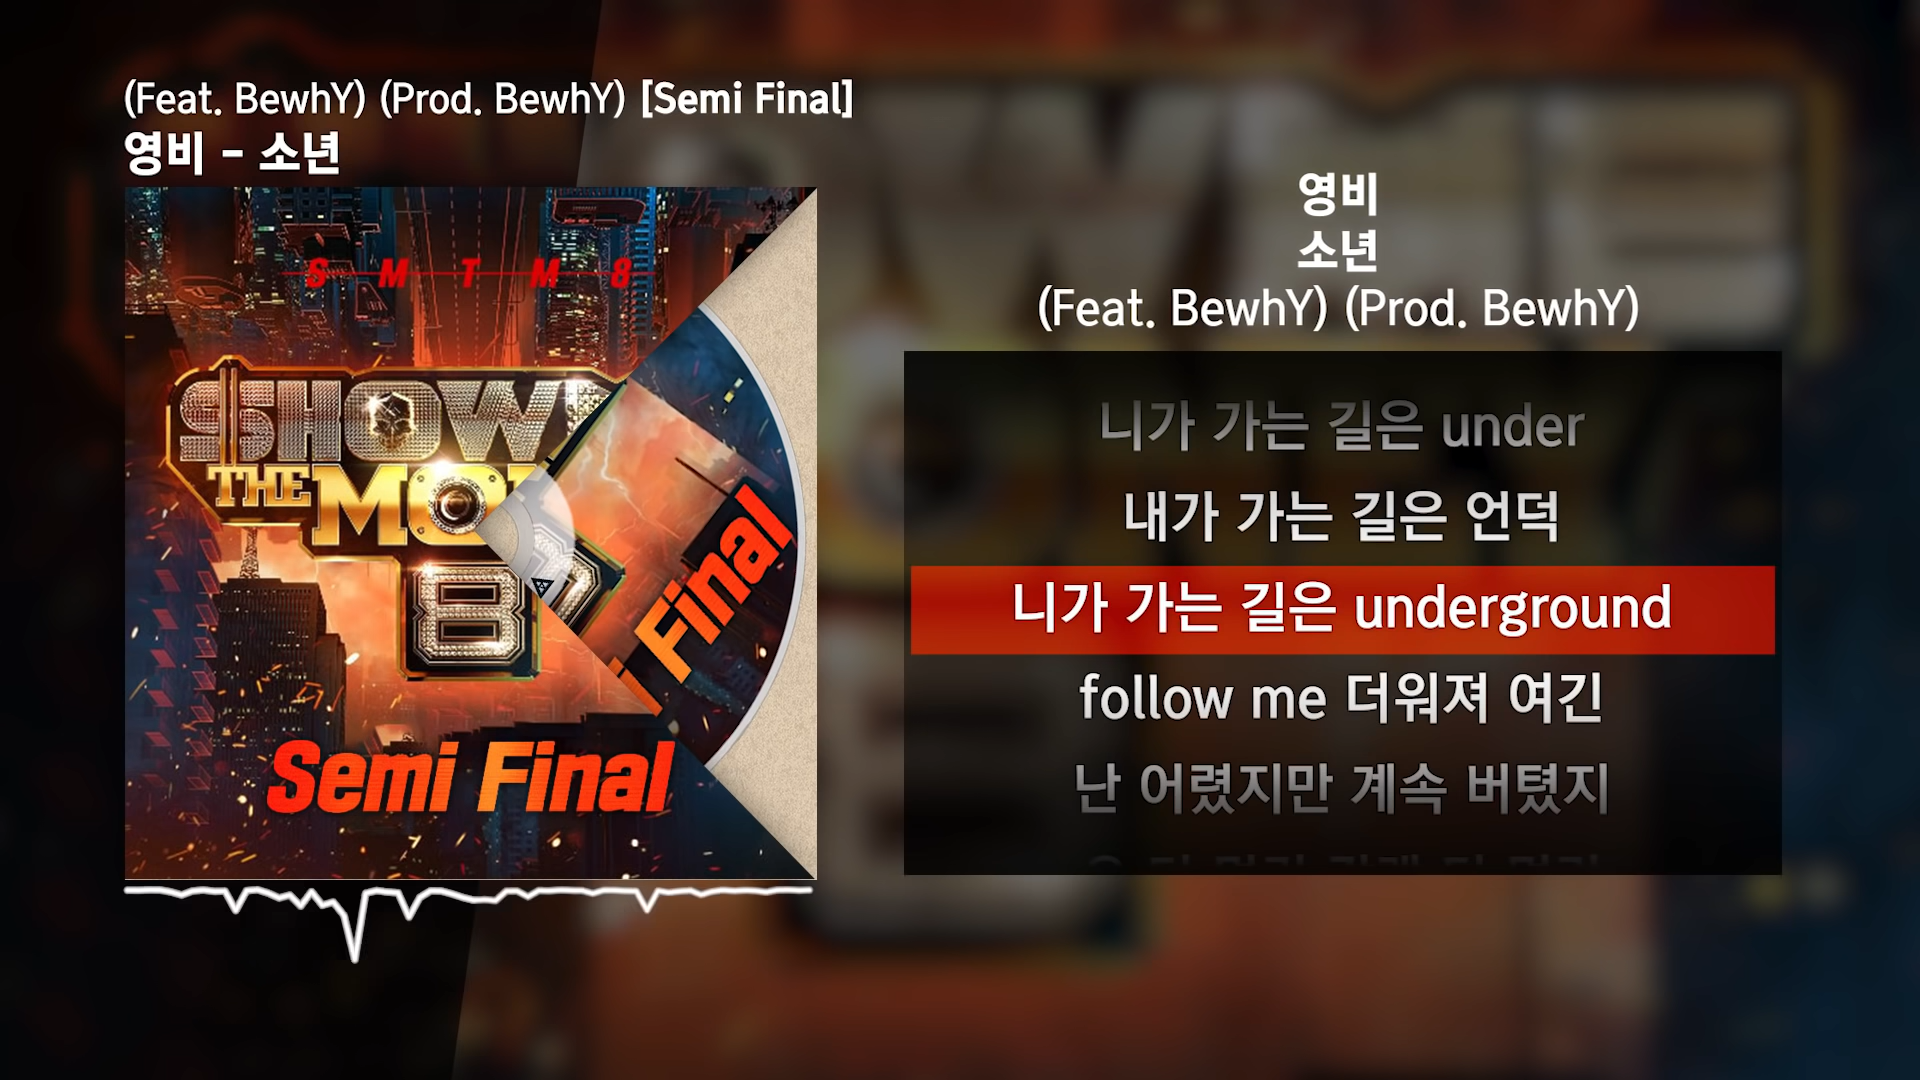 (Feat. BewhY) (Prod. BewhY) [Semi Final]
영비 - 소년
S M T M 8
SHOW
THE MO
8
Semi Final
Final
영비
소년
(Feat. BewhY) (Prod. BewhY)
니가 가는 길은 under
내가 가는 길은 언덕
니가 가는 길은 underground
follow me 더워져 여긴
난 어렸지만 계속 버텼지